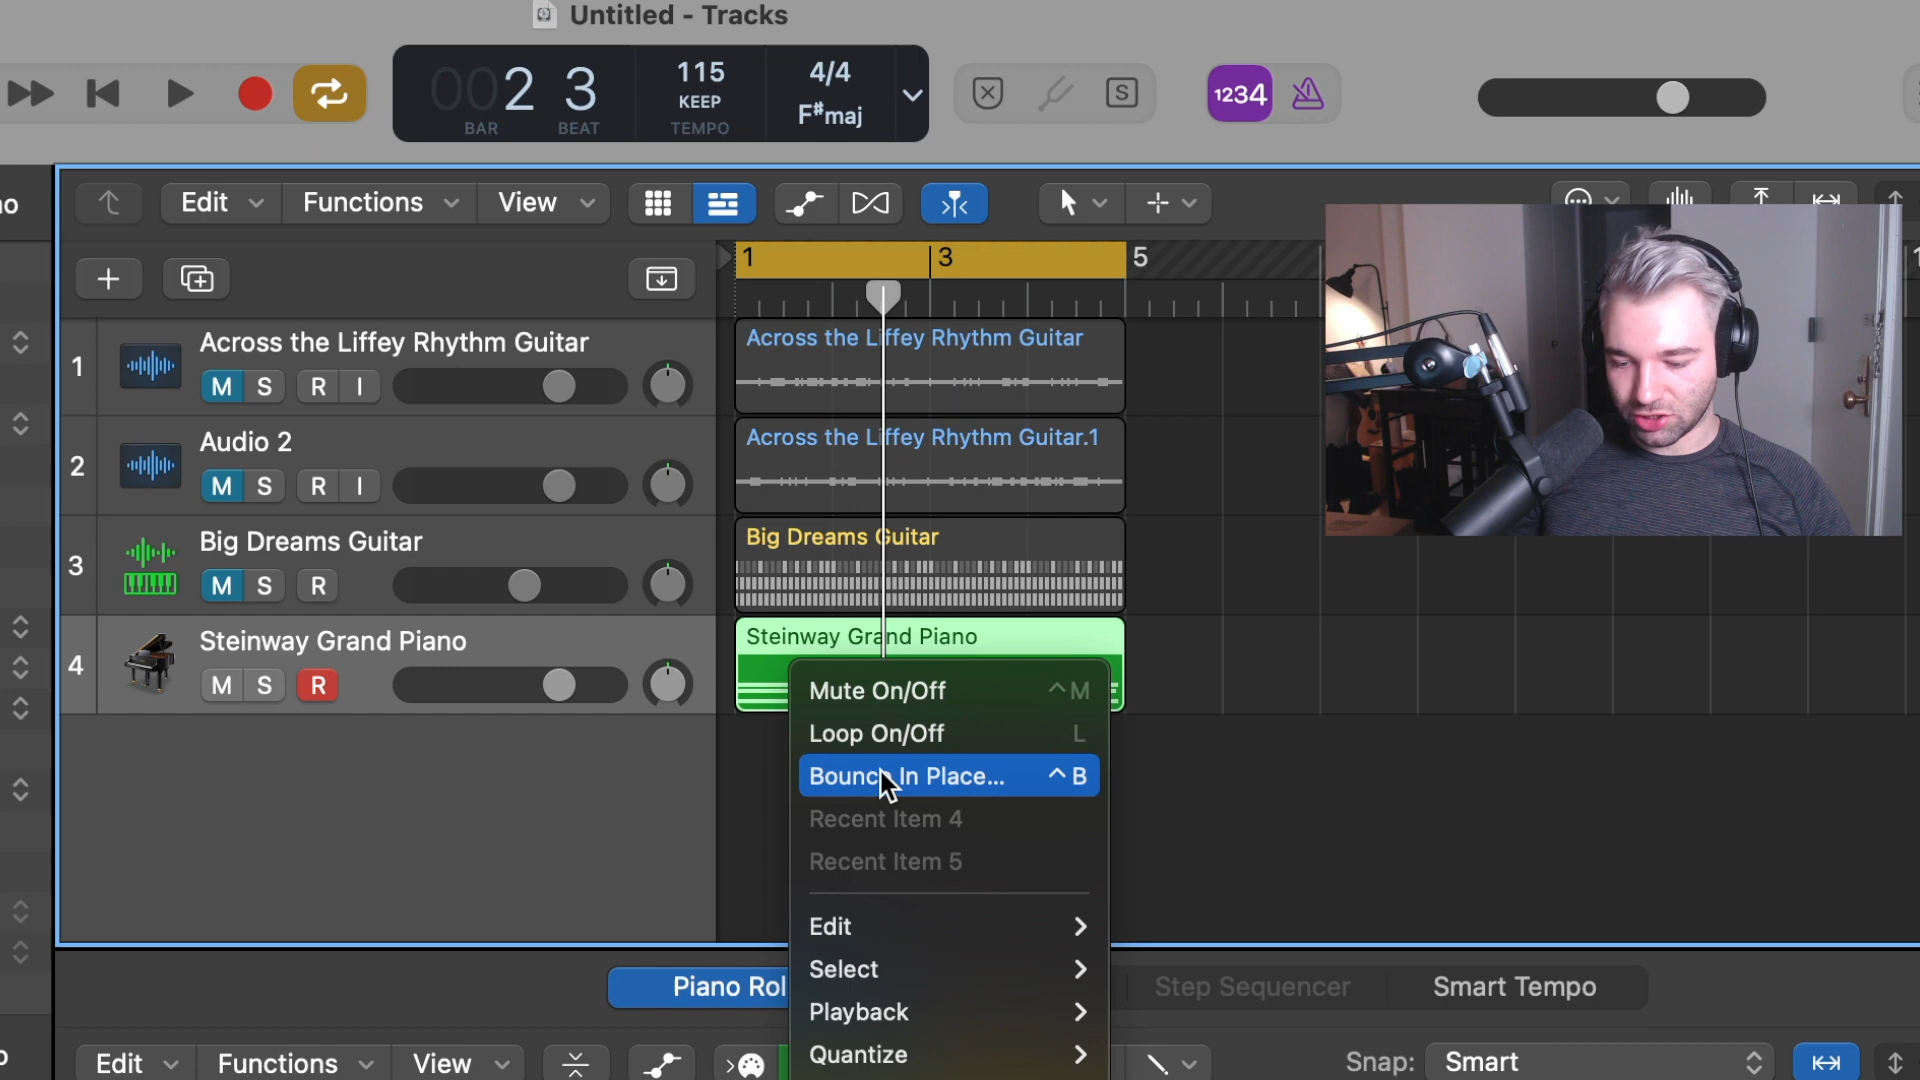 Untitled - Tracks
002 3
BAR BEAT
115
KEEP
TEMPO
4/4
F#maj
S
1234
Edit Functions View
1 3 5
1
Across the Liffey Rhythm Guitar
M S R I
Across the Liffey Rhythm Guitar
2
Audio 2
M S R I
Across the Liffey Rhythm Guitar.1
3
Big Dreams Guitar
M S R
Big Dreams Guitar
4
Steinway Grand Piano
M S R
Steinway Grand Piano
Mute On/Off ^M
Loop On/Off L
Bounce In Place... ^B
Recent Item 4
Recent Item 5
Edit
Select
Playback
Quantize
Piano Rol
Step Sequencer
Smart Tempo
Edit Functions View
Snap: Smart